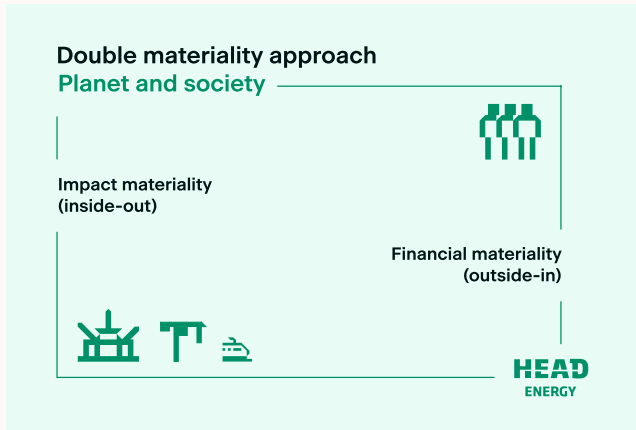 Double materiality approach
Planet and society
Impact materiality
(inside-out)
Financial materiality
(outside-in)
HEAD
ENERGY